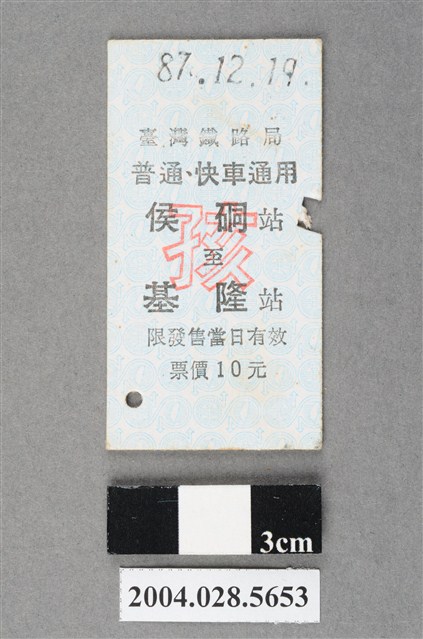 87.12.19.
臺灣鐵路局
普通、快車通用
侯硐站
孩
至
基隆站
限發售當日有效
票價10元
3cm
2004.028.5653